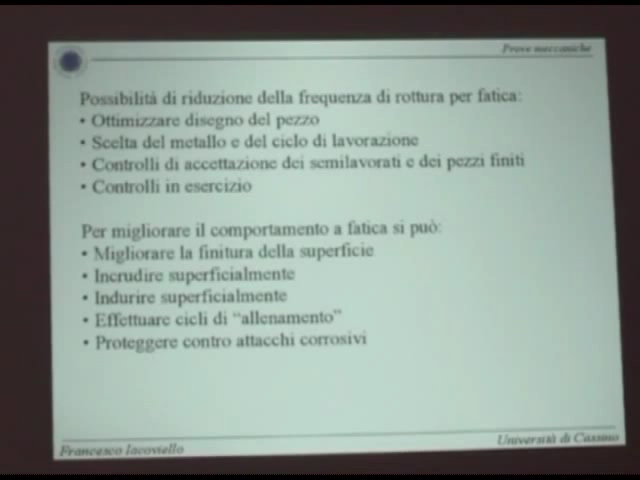 Prove meccaniche
Possibilità di riduzione della frequenza di rottura per fatica:
• Ottimizzare disegno del pezzo
• Scelta del metallo e del ciclo di lavorazione
• Controlli di accettazione dei semilavorati e dei pezzi finiti
• Controlli in esercizio
Per migliorare il comportamento a fatica si può:
• Migliorare la finitura della superficie
• Incrudire superficialmente
• Indurire superficialmente
• Effettuare cicli di “allenamento”
• Proteggere contro attacchi corrosivi
Francesco Iacoviello
Università di Cassino